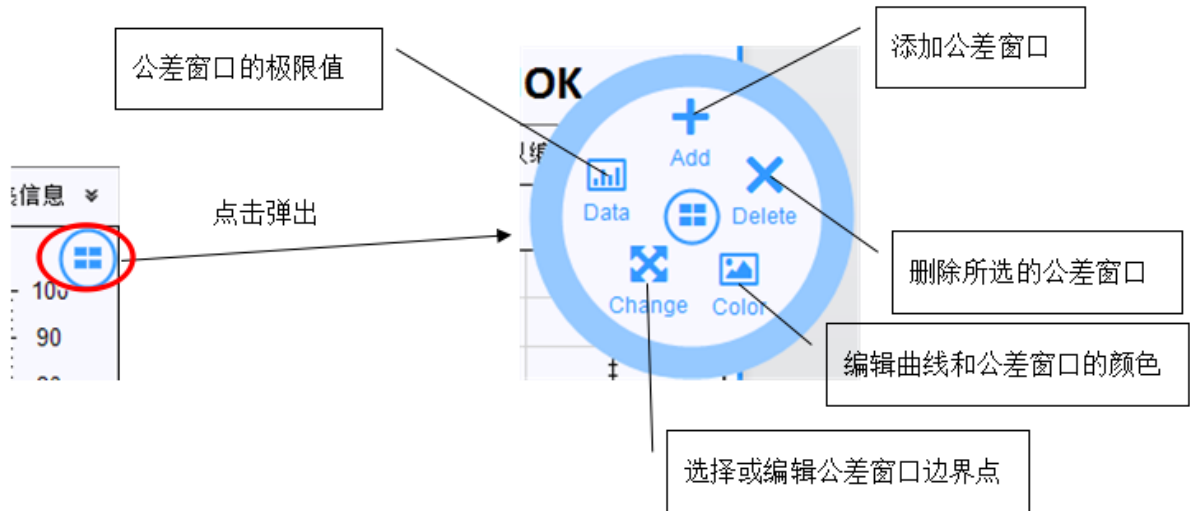 添加公差窗口
公差窗口的极限值
OK
Add
信息
Data
Delete
点击弹出
删除所选的公差窗口
100
Change
Color
90
编辑曲线和公差窗口的颜色
选择或编辑公差窗口边界点